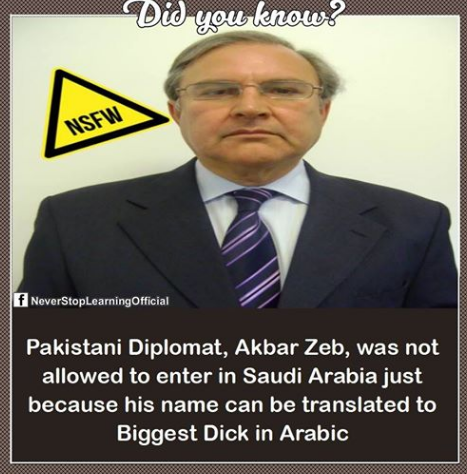 Did you know?
NSFW
f NeverStopLearningOfficial
Pakistani Diplomat, Akbar Zeb, was not
allowed to enter in Saudi Arabia just
because his name can be translated to
Biggest Dick in Arabic